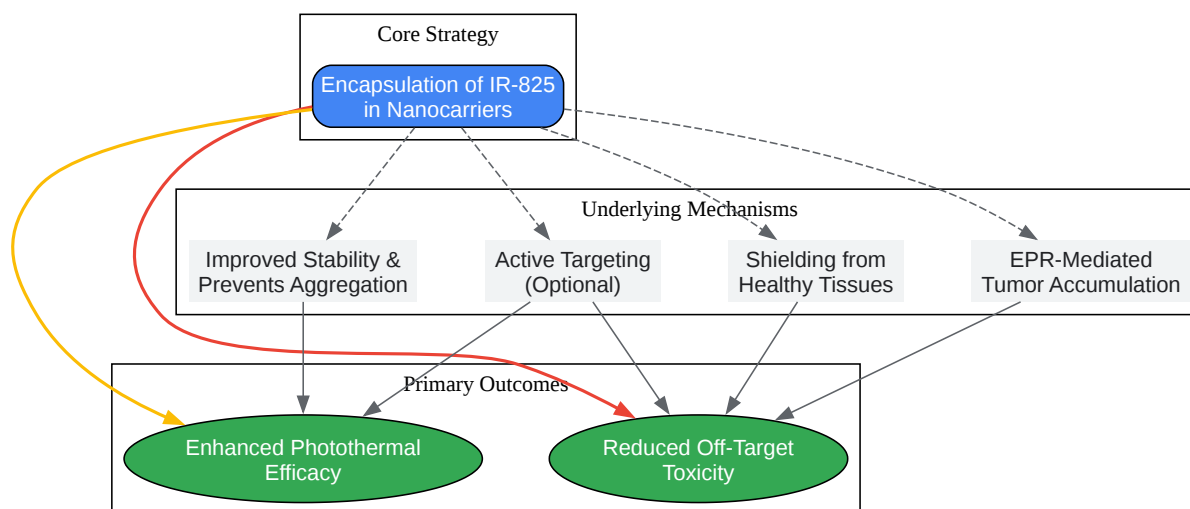 Core Strategy
Encapsulation of IR-825
in Nanocarriers
Underlying Mechanisms
Improved Stability &
Prevents Aggregation
Active Targeting
(Optional)
Shielding from
Healthy Tissues
EPR-Mediated
Tumor Accumulation
Primary Outcomes
Enhanced Photothermal
Efficacy
Reduced Off-Target
Toxicity